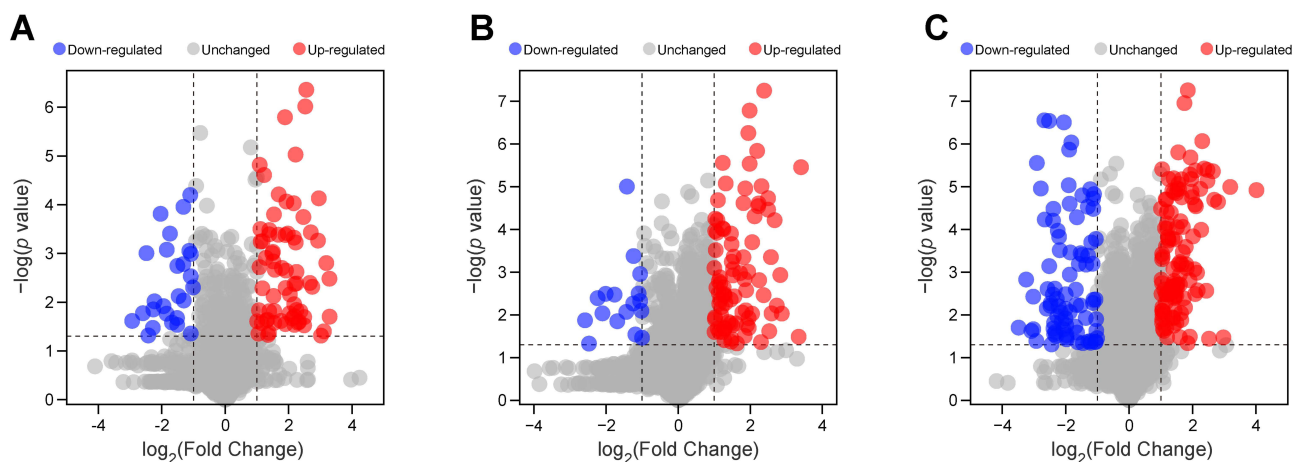 A
Down-regulated Unchanged Up-regulated
6
5
4
3
2
1
0
-4 -2 0 2 4
−log(p value)
log2(Fold Change)
B
Down-regulated Unchanged Up-regulated
7
6
5
4
3
2
1
0
−4 −2 0 2 4
−log(p value)
log2(Fold Change)
C
Down-regulated Unchanged Up-regulated
7
6
5
4
3
2
1
0
−4 −2 0 2 4
−log(p value)
log2(Fold Change)